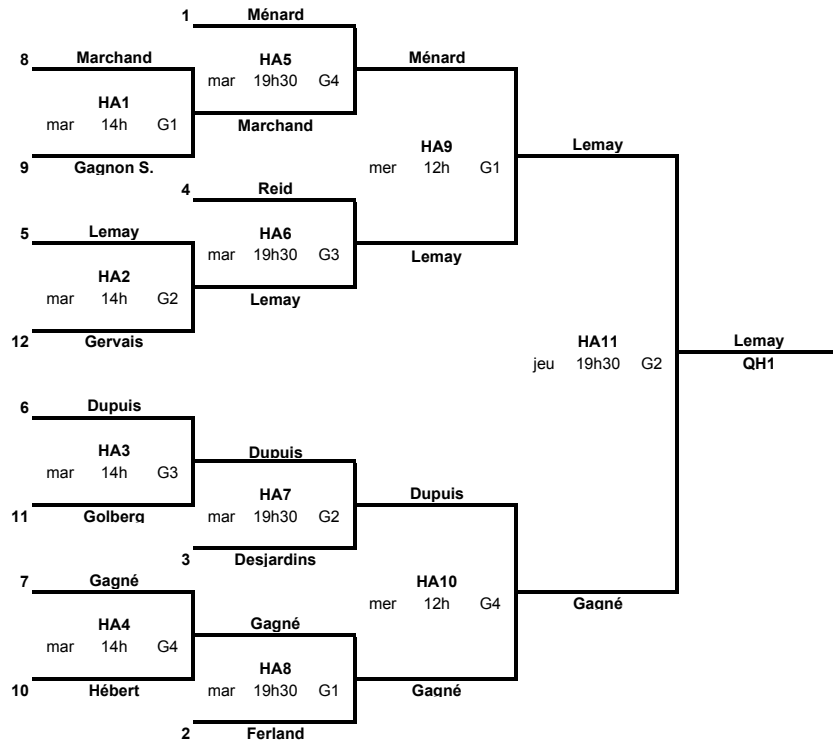 1 Ménard
8 Marchand
HA5
mar 19h30 G4
Ménard
HA1
mar 14h G1
Marchand
9 Gagnon S.
HA9
mer 12h G1
Lemay
4 Reid
5 Lemay
HA6
mar 19h30 G3
Lemay
HA2
mar 14h G2
Lemay
12 Gervais
HA11
jeu 19h30 G2
Lemay
QH1
6 Dupuis
HA3
mar 14h G3
Dupuis
11 Golberg
HA7
mar 19h30 G2
Dupuis
3 Desjardins
7 Gagné
HA10
mer 12h G4
Gagné
HA4
mar 14h G4
Gagné
10 Hébert
HA8
mar 19h30 G1
Gagné
2 Ferland